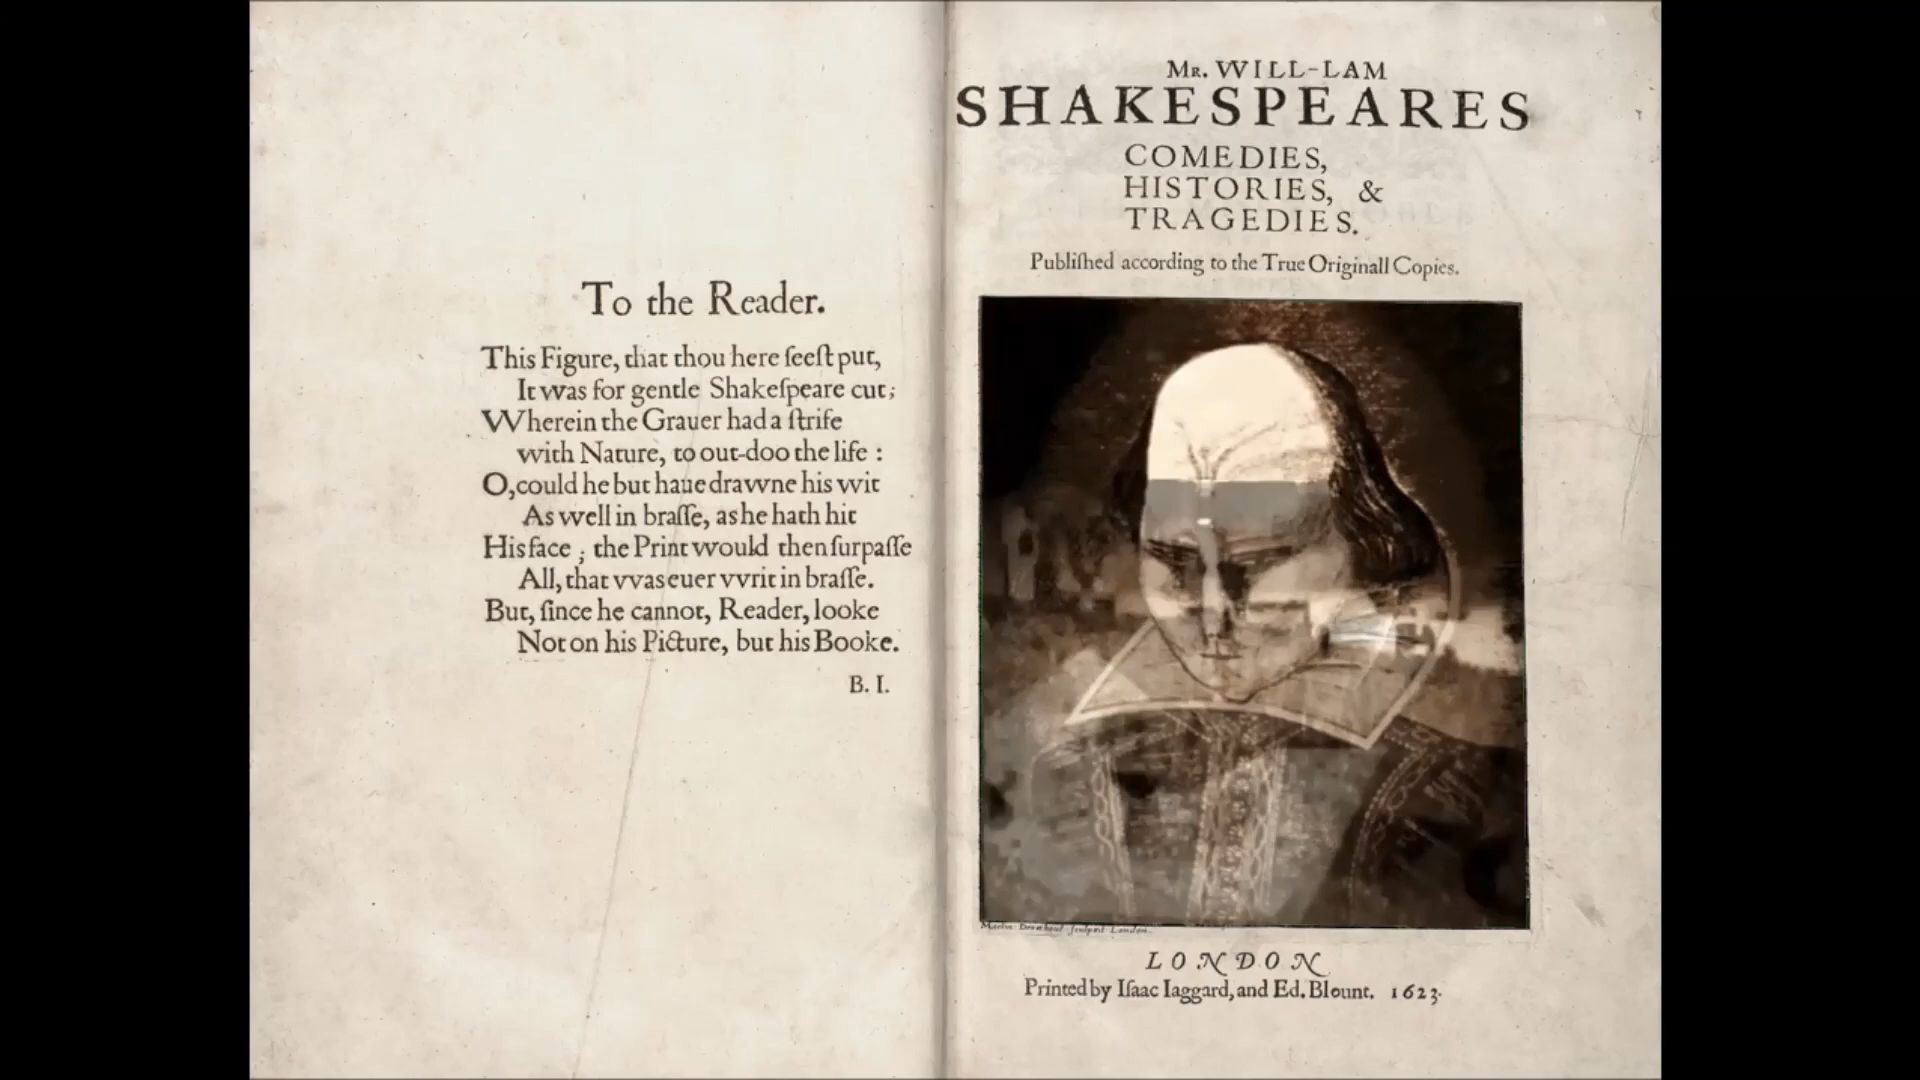 To the Reader.
This Figure, that thou here ſeeſt put,
It was for gentle Shakeſpeare cut;
Wherein the Grauer had a ſtrife
with Nature, to out-doo the life :
O, could he but haue drawne his wit
As well in braſſe, as he hath hit
His face ; the Print would then ſurpaſſe
All, that vvas euer vvrit in braſſe.
But, ſince he cannot, Reader, looke
Not on his Picture, but his Booke.
B. I.
Mr. WILL-LAM
SHAKESPEARES
COMEDIES,
HISTORIES, &
TRAGEDIES.
Publiſhed according to the True Originall Copies.
Martin Droeshout ſculpsit London.
LONDON
Printed by Iſaac Iaggard, and Ed. Blount. 1623.